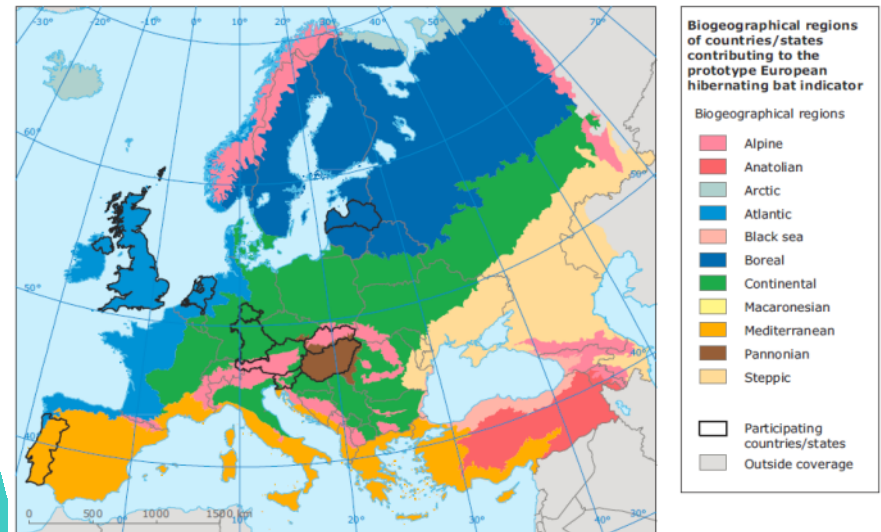 -30°
-20°
-10°
0°
10°
20°
30°
40°
50°
60°
70°
60°
50°
50°
40°
40°
0°
10°
20°
30°
40°
0 500 1000 1500 km
Biogeographical regions
of countries/states
contributing to the
prototype European
hibernating bat indicator
Biogeographical regions
Alpine
Anatolian
Arctic
Atlantic
Black sea
Boreal
Continental
Macaronesian
Mediterranean
Pannonian
Steppic
Participating
countries/states
Outside coverage